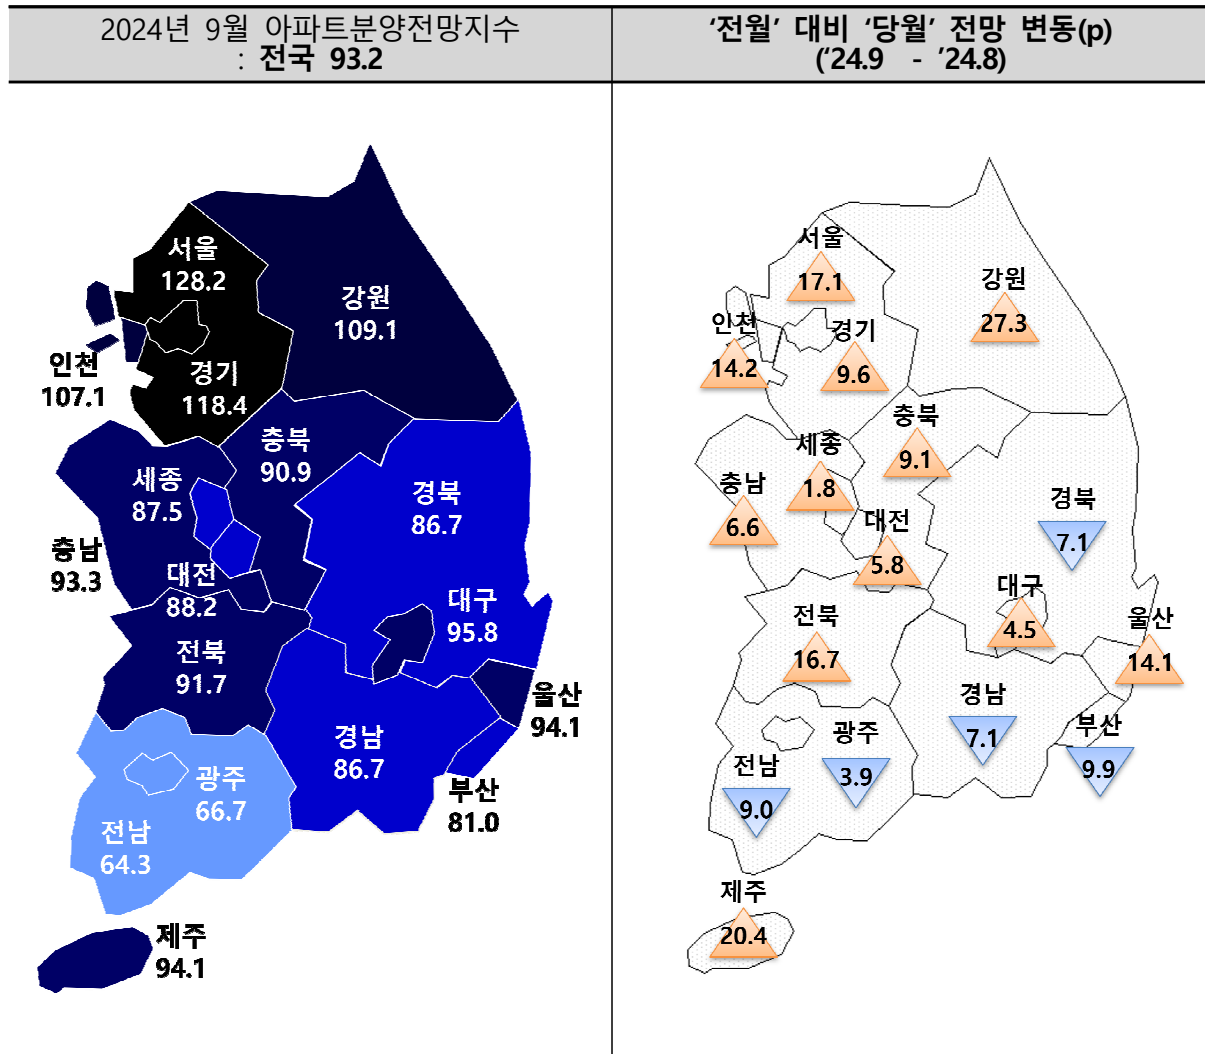 2024년 9월 아파트분양전망지수
: 전국 93.2
‘전월’ 대비 ‘당월’ 전망 변동(p)
(‘24.9 - ’24.8)
서울
128.2
강원
109.1
인천
107.1
경기
118.4
충북
90.9
세종
87.5
경북
86.7
충남
93.3
대전
88.2
대구
95.8
전북
91.7
울산
94.1
경남
86.7
광주
66.7
부산
81.0
전남
64.3
제주
94.1
서울
17.1
강원
27.3
인천
14.2
경기
9.6
충북
9.1
세종
1.8
충남
6.6
경북
7.1
대전
5.8
대구
4.5
전북
16.7
울산
14.1
경남
7.1
부산
9.9
광주
3.9
전남
9.0
제주
20.4